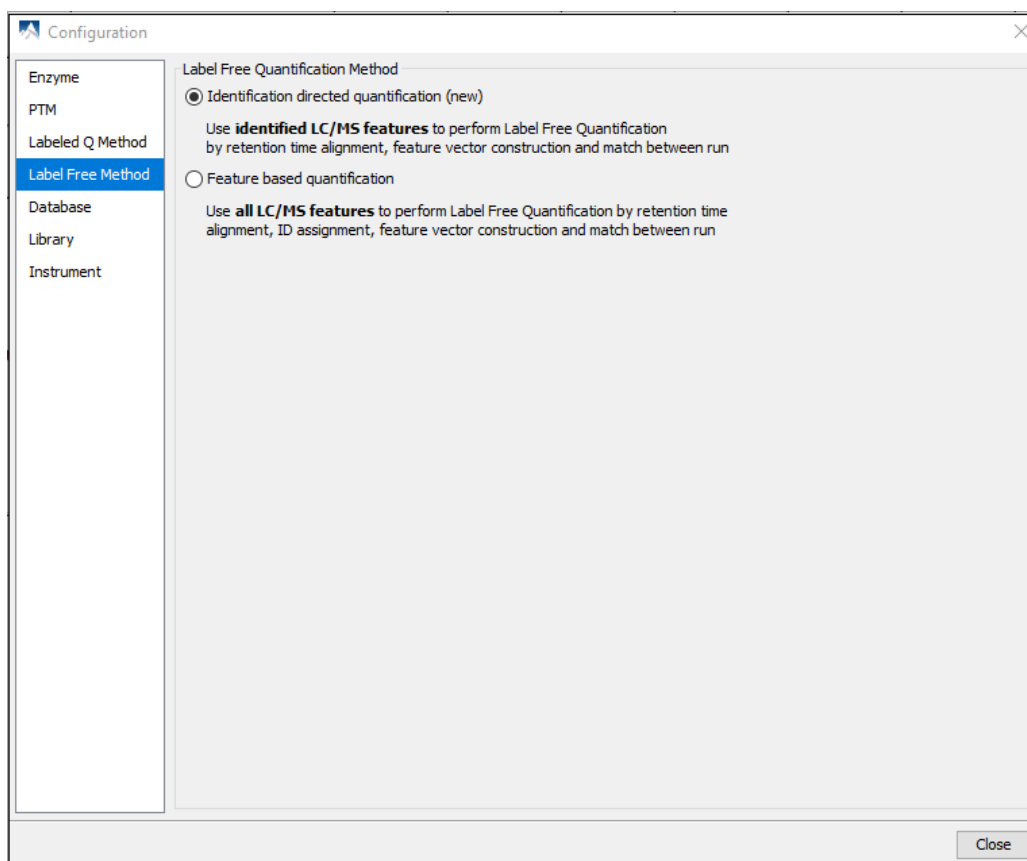 Configuration
Enzyme
PTM
Labeled Q Method
Label Free Method
Database
Library
Instrument
Label Free Quantification Method
Identification directed quantification (new)
Use identified LC/MS features to perform Label Free Quantification
by retention time alignment, feature vector construction and match between run
Feature based quantification
Use all LC/MS features to perform Label Free Quantification by retention time
alignment, ID assignment, feature vector construction and match between run
Close